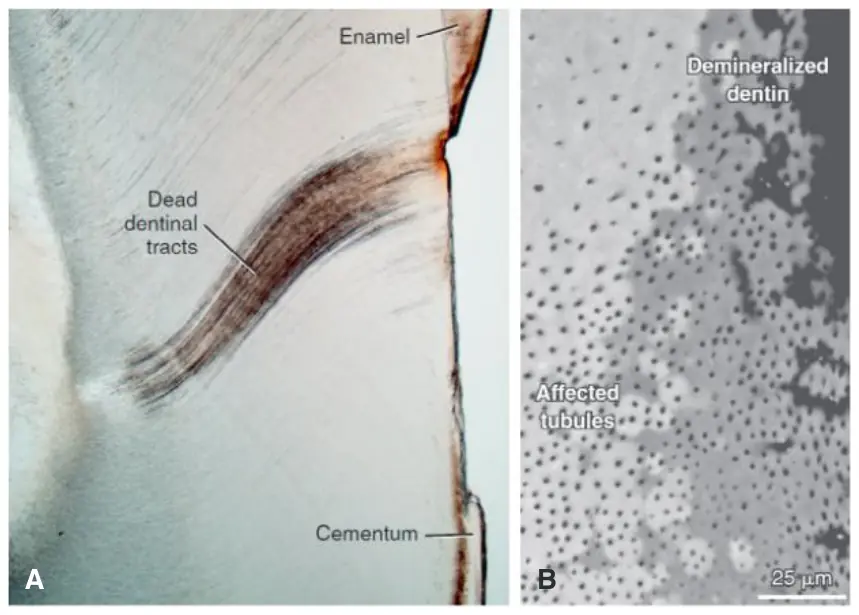 Enamel
Dead
dentinal
tracts
Cementum
A
Demineralized
dentin
Affected
tubules
25 μm
B